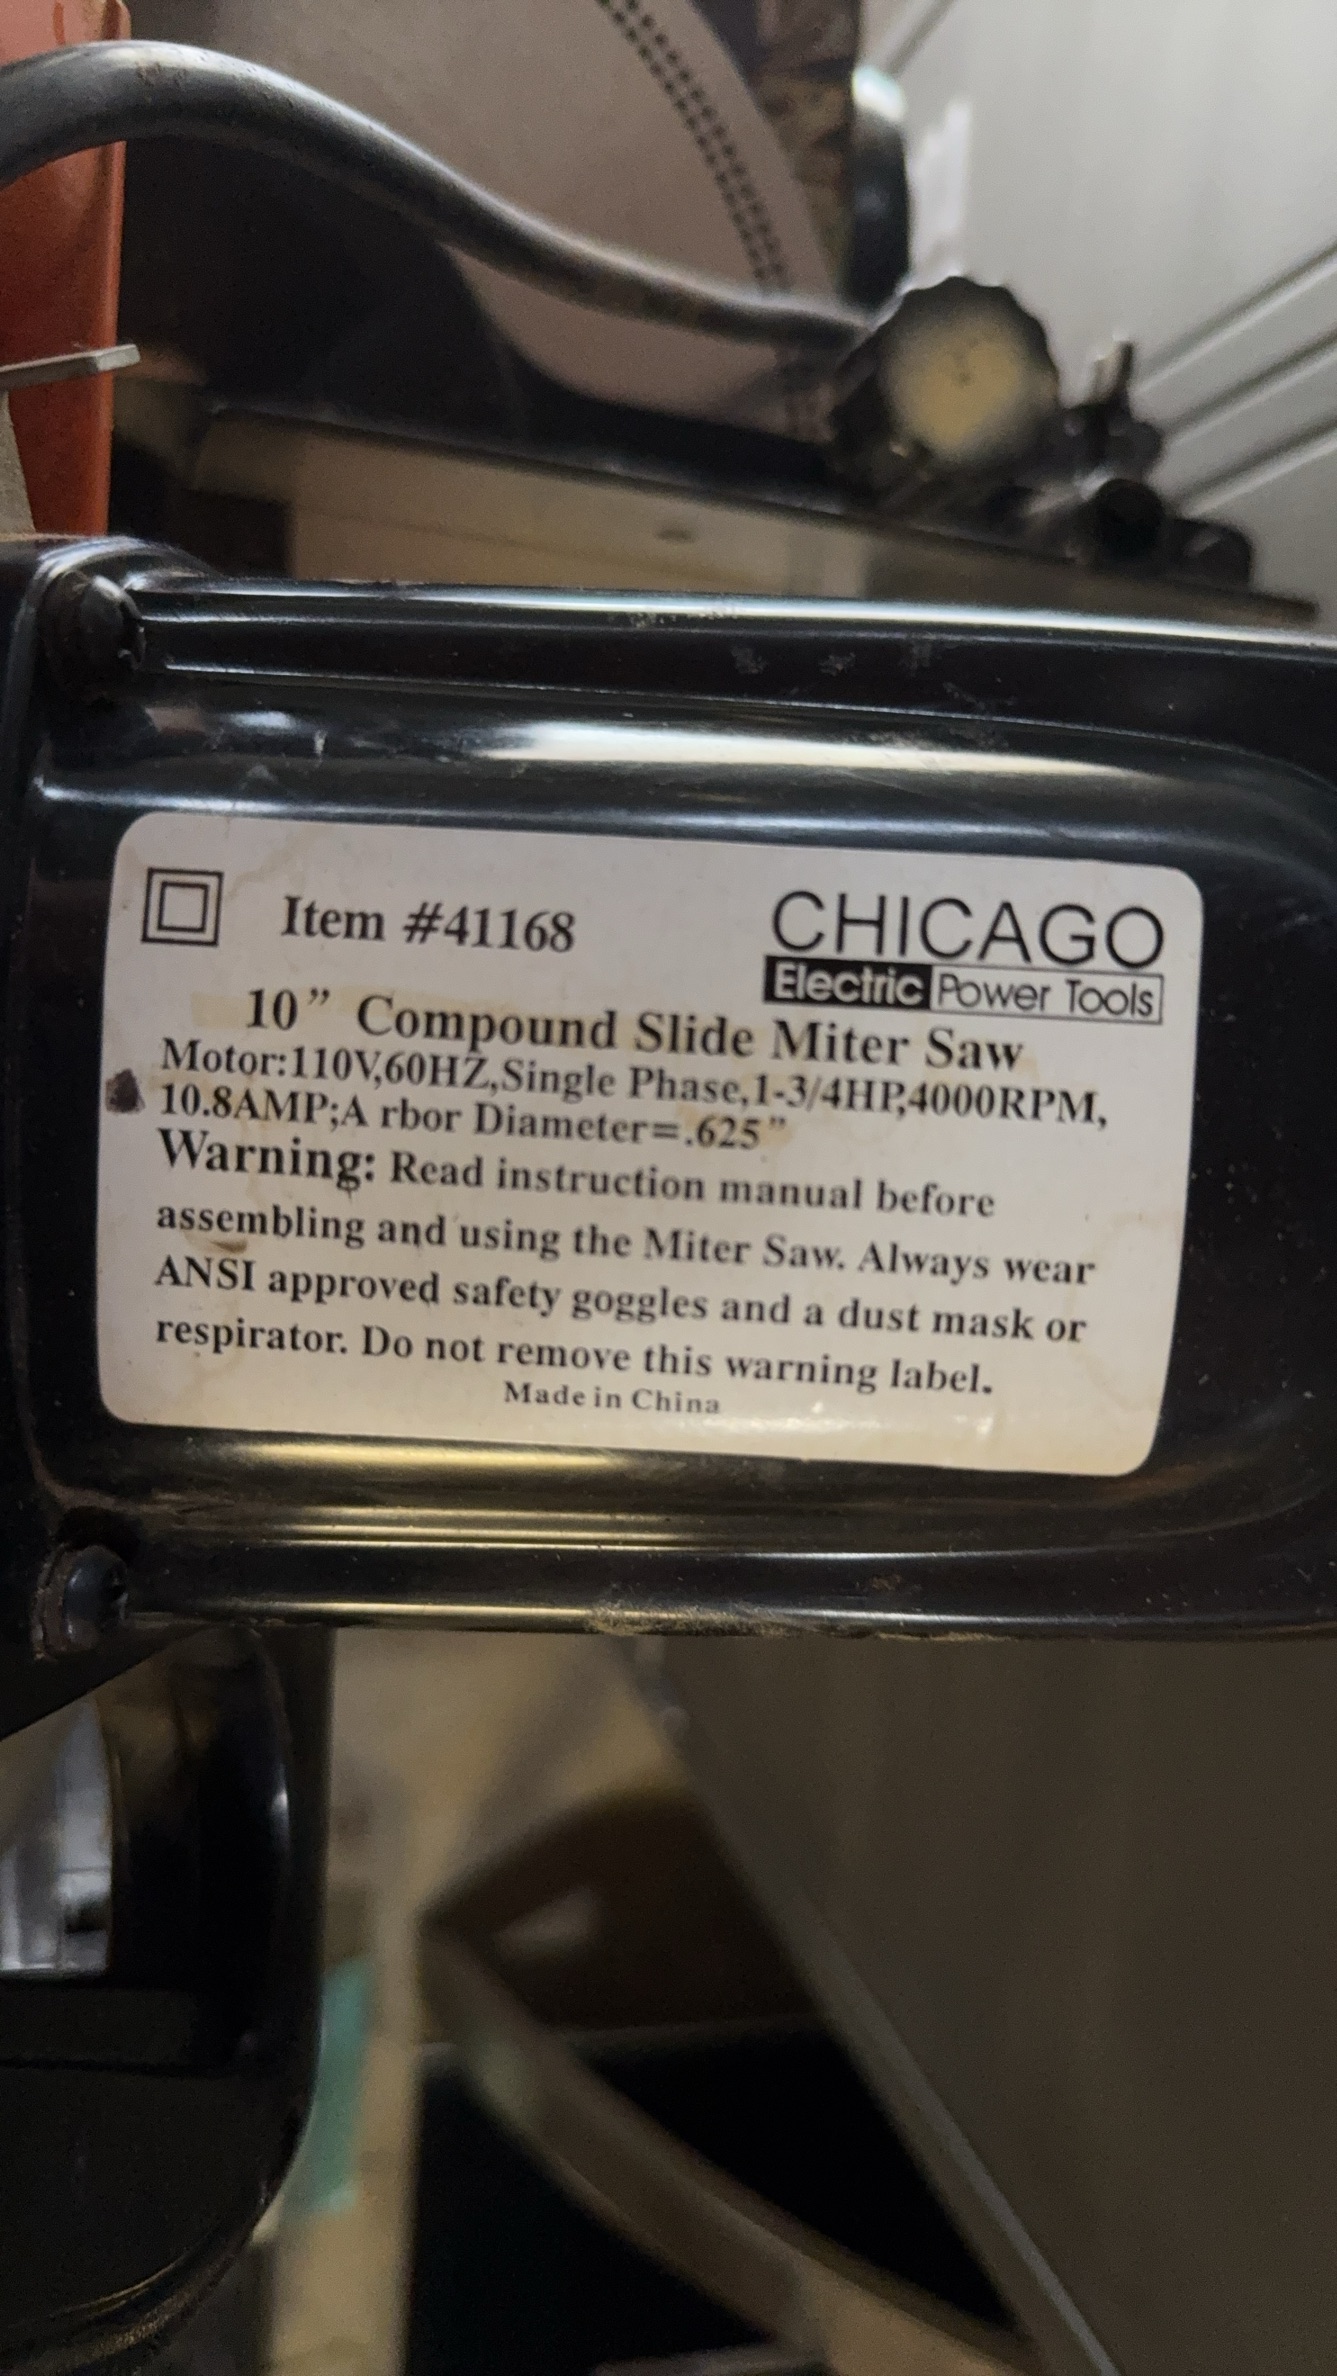 Item #41168
CHICAGO
Electric Power Tools
10” Compound Slide Miter Saw
Motor:110V,60HZ,Single Phase,1-3/4HP,4000RPM,
10.8AMP;A rbor Diameter=.625”
Warning: Read instruction manual before
assembling and using the Miter Saw. Always wear
ANSI approved safety goggles and a dust mask or
respirator. Do not remove this warning label.
Made in China